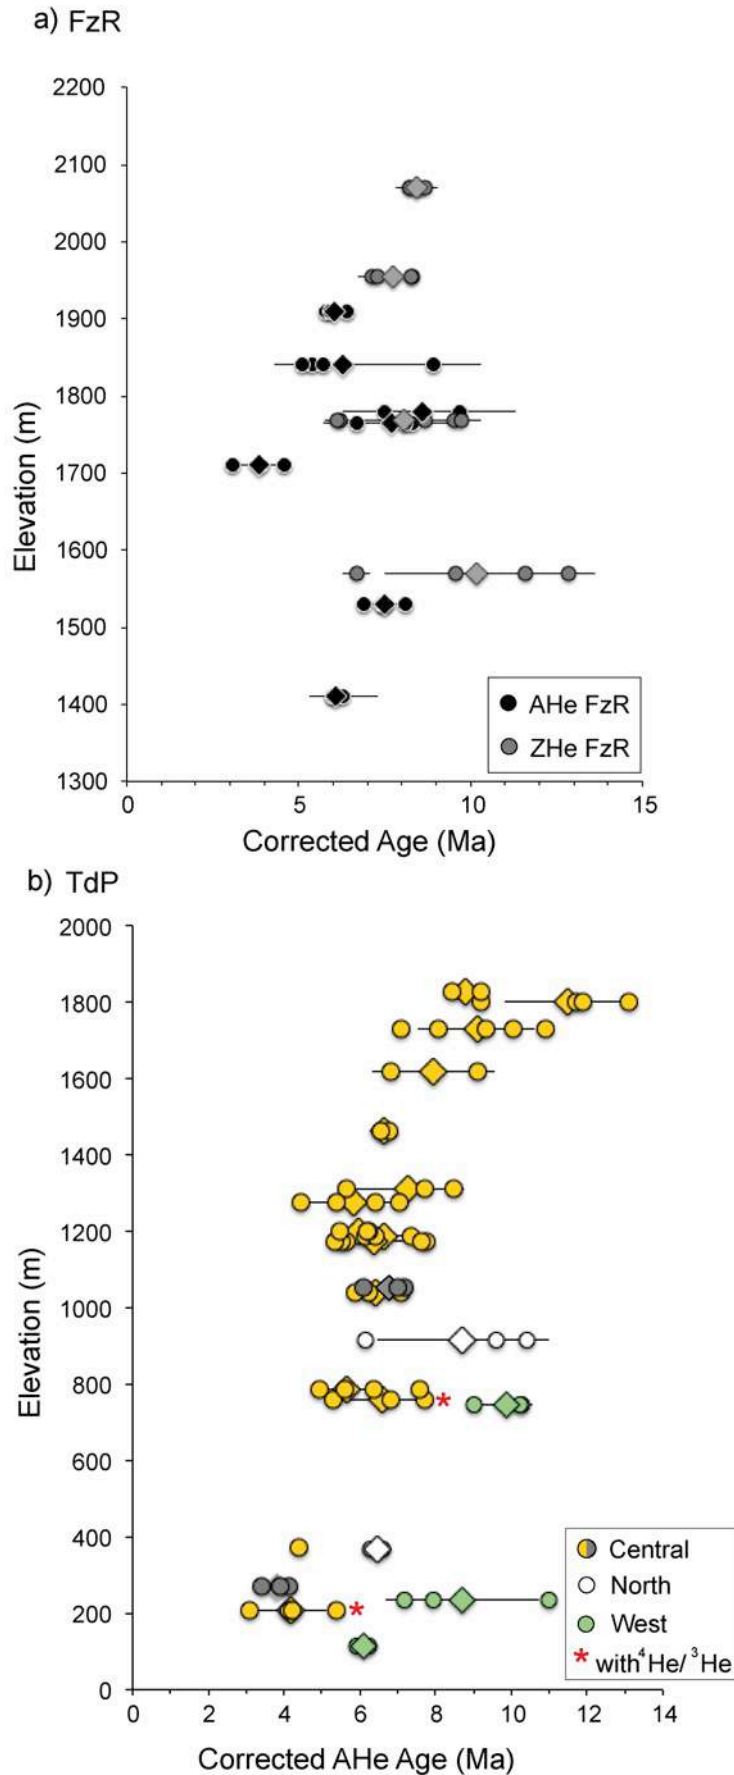 a) FzR
2200
2100
2000
1900
1800
1700
1600
1500
1400
1300
Elevation (m)
AHe FzR
ZHe FzR
0 5 10 15
Corrected Age (Ma)
b) TdP
2000
1800
1600
1400
1200
1000
800
600
400
200
0
Elevation (m)
*
*
Central
North
West
* with ⁴He/ ³He
0 2 4 6 8 10 12 14
Corrected AHe Age (Ma)